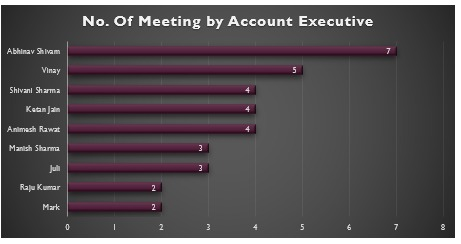 No. Of Meeting by Account Executive
Abhinav Shivam 7
Vinay 5
Shivani Sharma 4
Ketan Jain 4
Animesh Rawat 4
Manish Sharma 3
Juli 3
Raju Kumar 2
Mark 2
0 1 2 3 4 5 6 7 8